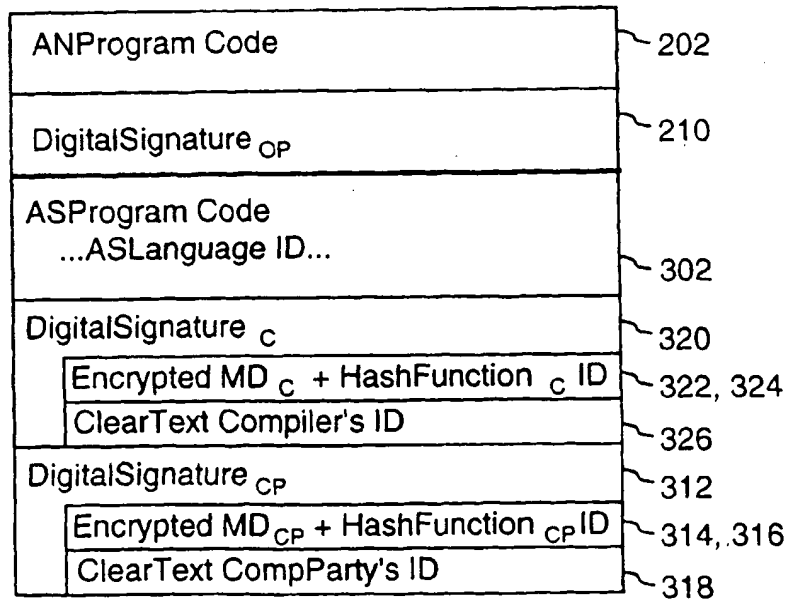 ANProgram Code 202
DigitalSignature OP 210
ASProgram Code
...ASLanguage ID... 302
DigitalSignature C 320
Encrypted MD C + HashFunction C ID 322, 324
ClearText Compiler's ID 326
DigitalSignature CP 312
Encrypted MD CP + HashFunction CP ID 314, 316
ClearText CompParty's ID 318